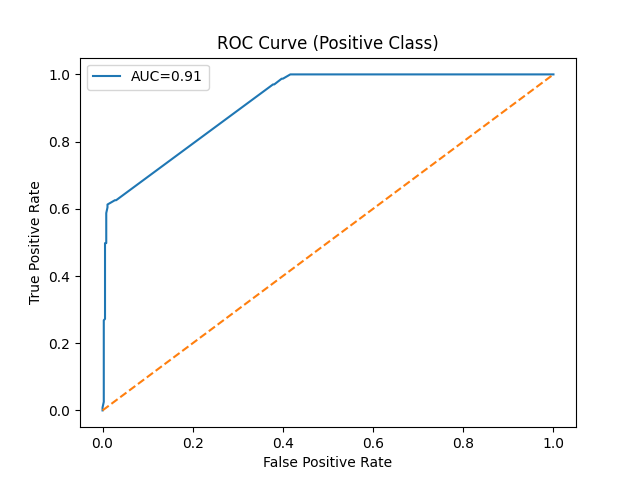 ROC Curve (Positive Class)
AUC=0.91
True Positive Rate
1.0
0.8
0.6
0.4
0.2
0.0
0.0 0.2 0.4 0.6 0.8 1.0
False Positive Rate